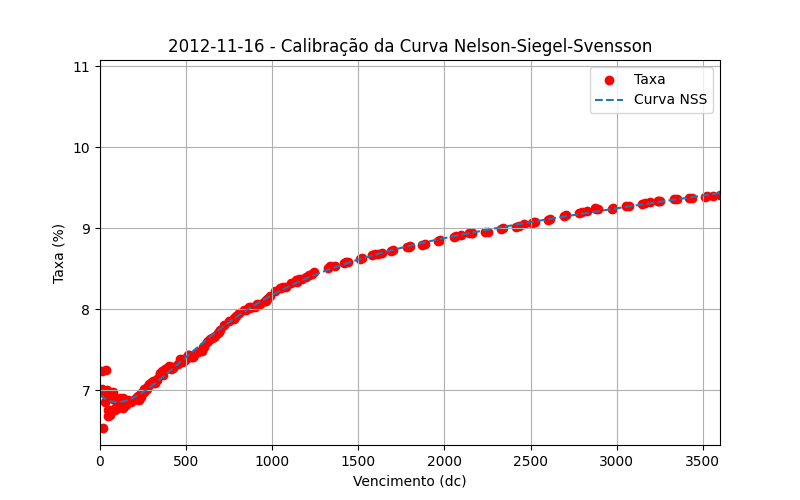 2012-11-16 - Calibração da Curva Nelson-Siegel-Svensson
11
10
9
8
7
Taxa (%)
Taxa
Curva NSS
0 500 1000 1500 2000 2500 3000 3500
Vencimento (dc)